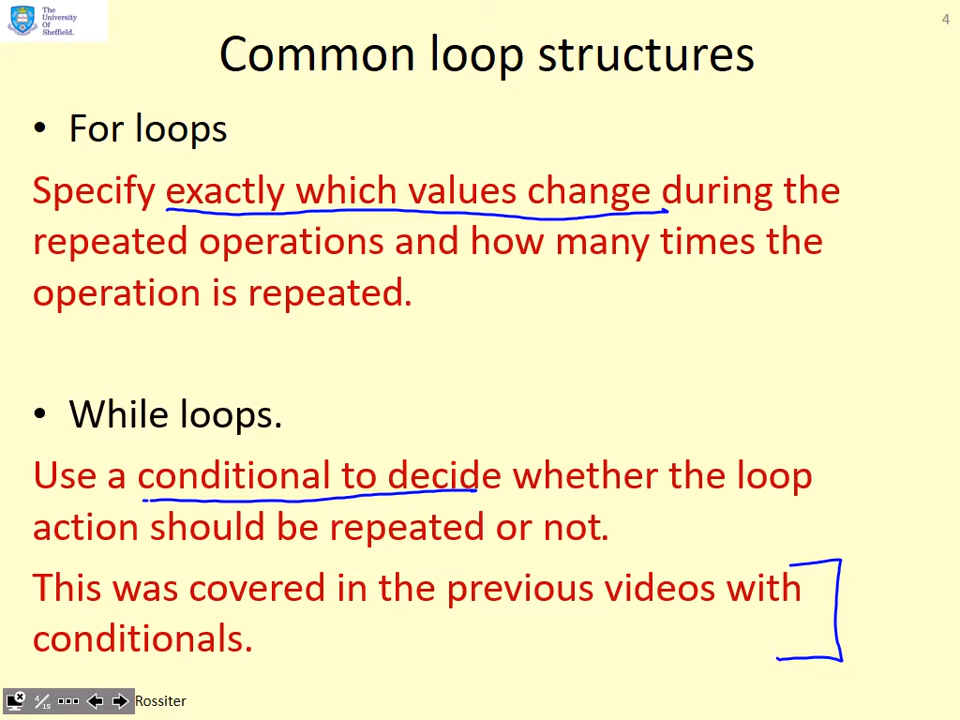 The
University
Of
Sheffield.
4
Common loop structures
• For loops
Specify exactly which values change during the
repeated operations and how many times the
operation is repeated.
• While loops.
Use a conditional to decide whether the loop
action should be repeated or not.
This was covered in the previous videos with
conditionals.
4/15
Rossiter